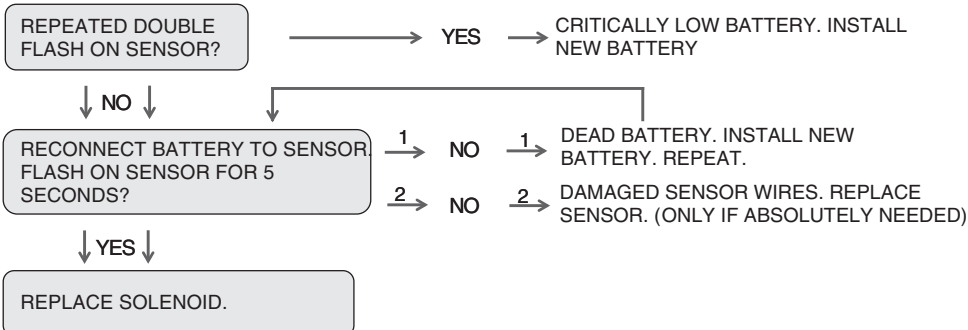 REPEATED DOUBLE
FLASH ON SENSOR?
YES
CRITICALLY LOW BATTERY. INSTALL
NEW BATTERY
NO
RECONNECT BATTERY TO SENSOR.
FLASH ON SENSOR FOR 5
SECONDS?
1
NO
1
DEAD BATTERY. INSTALL NEW
BATTERY. REPEAT.
2
NO
2
DAMAGED SENSOR WIRES. REPLACE
SENSOR. (ONLY IF ABSOLUTELY NEEDED)
YES
REPLACE SOLENOID.